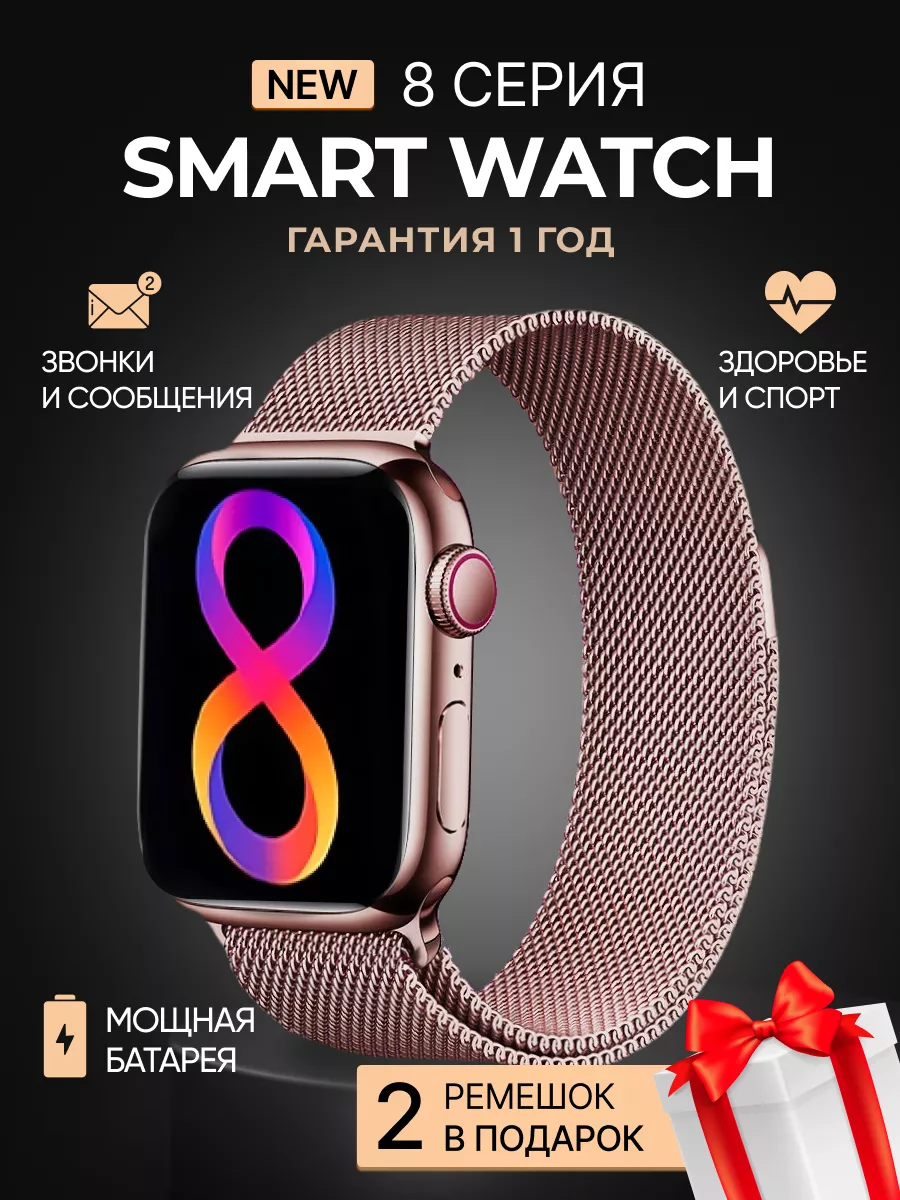 NEW 8 СЕРИЯ
SMART WATCH
ГАРАНТИЯ 1 ГОД
2
ЗВОНКИ
И СООБЩЕНИЯ
ЗДОРОВЬЕ
И СПОРТ
8
МОЩНАЯ
БАТАРЕЯ
2 РЕМЕШОК
В ПОДАРОК